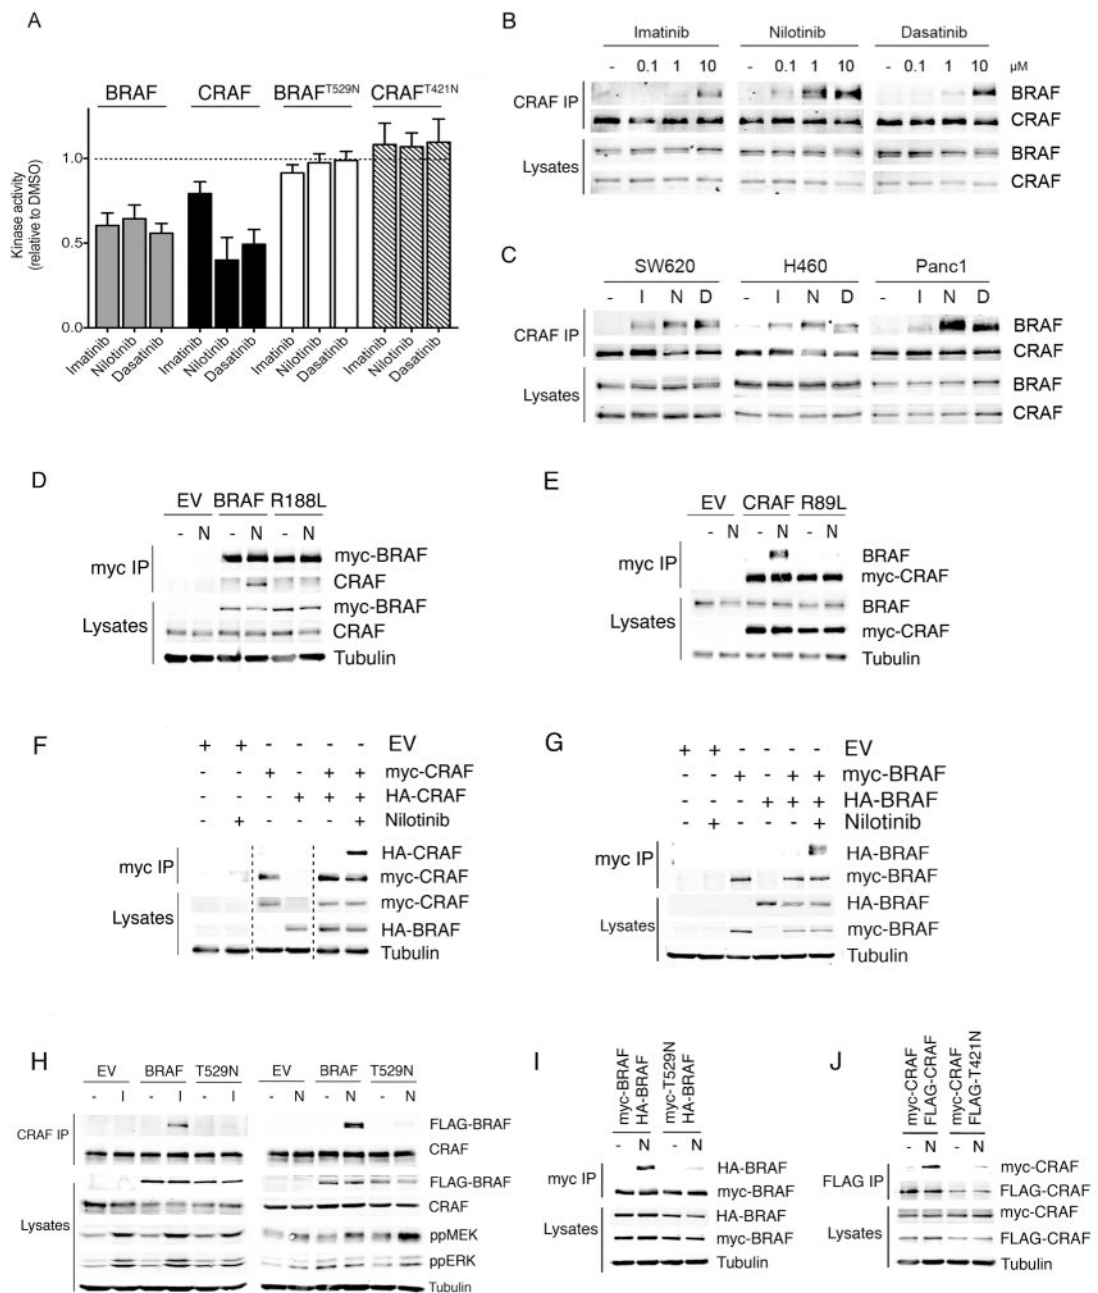 A
BRAF CRAF BRAFT529N CRAFT421N
Kinase activity
(relative to DMSO)
1.0
0.5
0.0
Imatinib Nilotinib Dasatinib Imatinib Nilotinib Dasatinib Imatinib Nilotinib Dasatinib Imatinib Nilotinib Dasatinib
B
Imatinib Nilotinib Dasatinib
- 0.1 1 10 - 0.1 1 10 - 0.1 1 10 µM
CRAF IP
BRAF
CRAF
Lysates
BRAF
CRAF
C
SW620 H460 Panc1
- I N D - I N D - I N D
CRAF IP
BRAF
CRAF
Lysates
BRAF
CRAF
D
EV BRAF R188L
- N - N - N
myc IP
myc-BRAF
CRAF
Lysates
myc-BRAF
CRAF
Tubulin
E
EV CRAF R89L
- N - N - N
myc IP
BRAF
myc-CRAF
Lysates
BRAF
myc-CRAF
Tubulin
F
+ + - - - - EV
- - + - + + myc-CRAF
- - - + + + HA-CRAF
- + - - - + Nilotinib
myc IP
HA-CRAF
myc-CRAF
Lysates
myc-CRAF
HA-BRAF
Tubulin
G
+ + - - - - EV
- - + - + + myc-BRAF
- - - + + + HA-BRAF
- + - - - + Nilotinib
myc IP
HA-BRAF
myc-BRAF
Lysates
HA-BRAF
myc-BRAF
Tubulin
H
EV BRAF T529N EV BRAF T529N
- I - I - I - N - N - N
CRAF IP
FLAG-BRAF
CRAF
Lysates
FLAG-BRAF
CRAF
ppMEK
ppERK
Tubulin
I
myc-BRAF
HA-BRAF
myc-T529N
HA-BRAF
- N - N
myc IP
HA-BRAF
myc-BRAF
Lysates
HA-BRAF
myc-BRAF
Tubulin
J
myc-CRAF
FLAG-CRAF
myc-CRAF
FLAG-T421N
- N - N
FLAG IP
myc-CRAF
FLAG-CRAF
Lysates
myc-CRAF
FLAG-CRAF
Tubulin